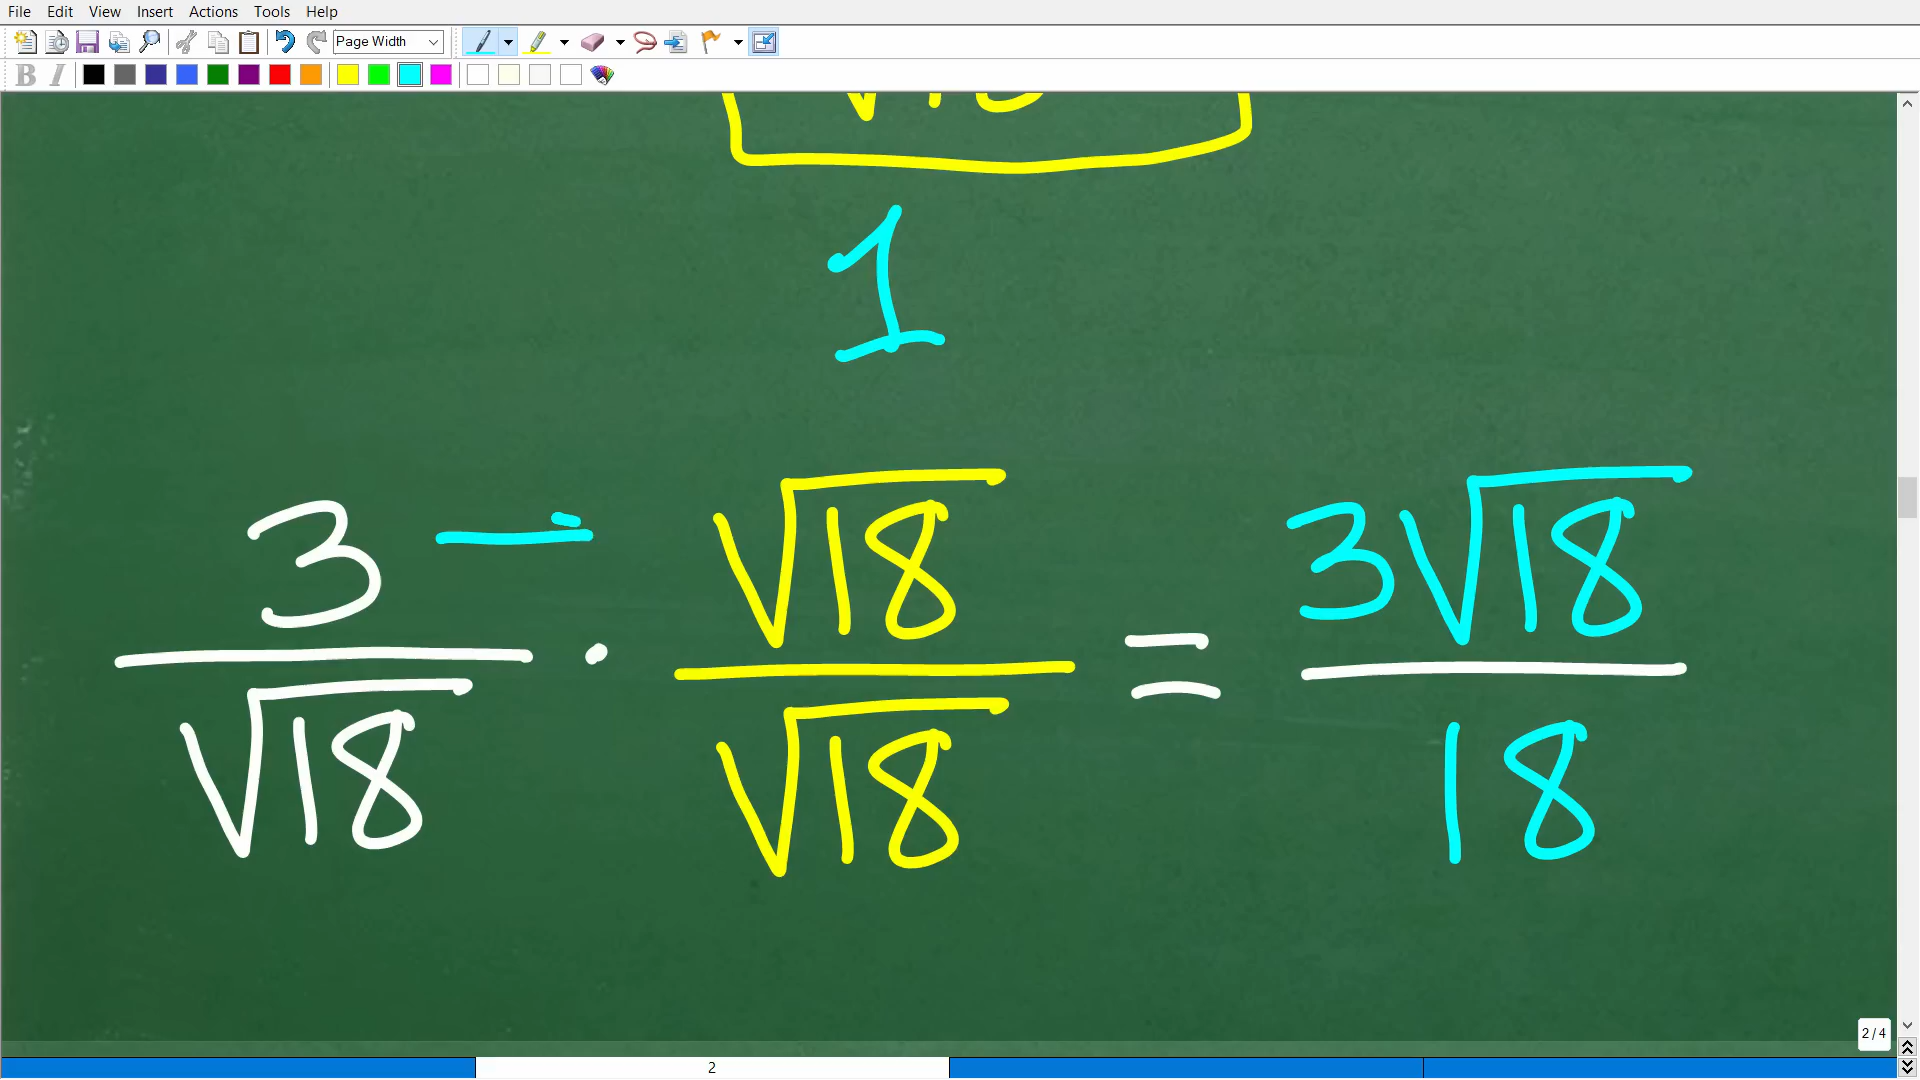 File Edit View Insert Actions Tools Help
Page Width
B I
√18
1
3/√18 · √18/√18 = 3√18/18
2/4
2